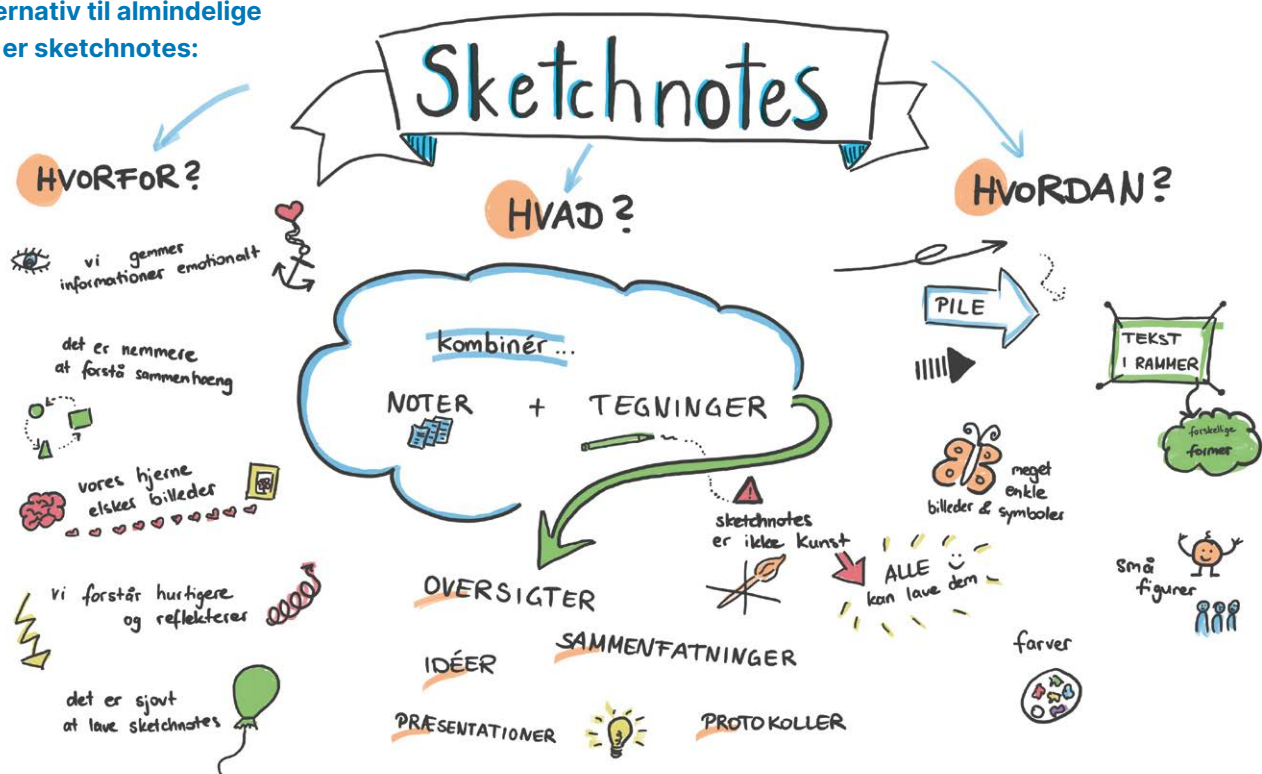 ernativ til almindelige
er sketchnotes:
Sketchnotes
HVORFOR?
vi gemmer
informationer emotionalt
det er nemmere
at forstå sammenhæng
vores hjerne
elsker billeder
vi forstår hurtigere
og reflekterer
det er sjovt
at lave sketchnotes
HVAD?
kombinér...
NOTER + TEGNINGER
sketchnotes
er ikke kunst
ALLE
kan lave dem
OVERSIGTER
SAMMENFATNINGER
IDÉER
PRÆSENTATIONER
PROTOKOLLER
HVORDAN?
PILE
TEKST
I RAMMER
forskellige
former
meget
enkle
billeder & symboler
små
figurer
farver